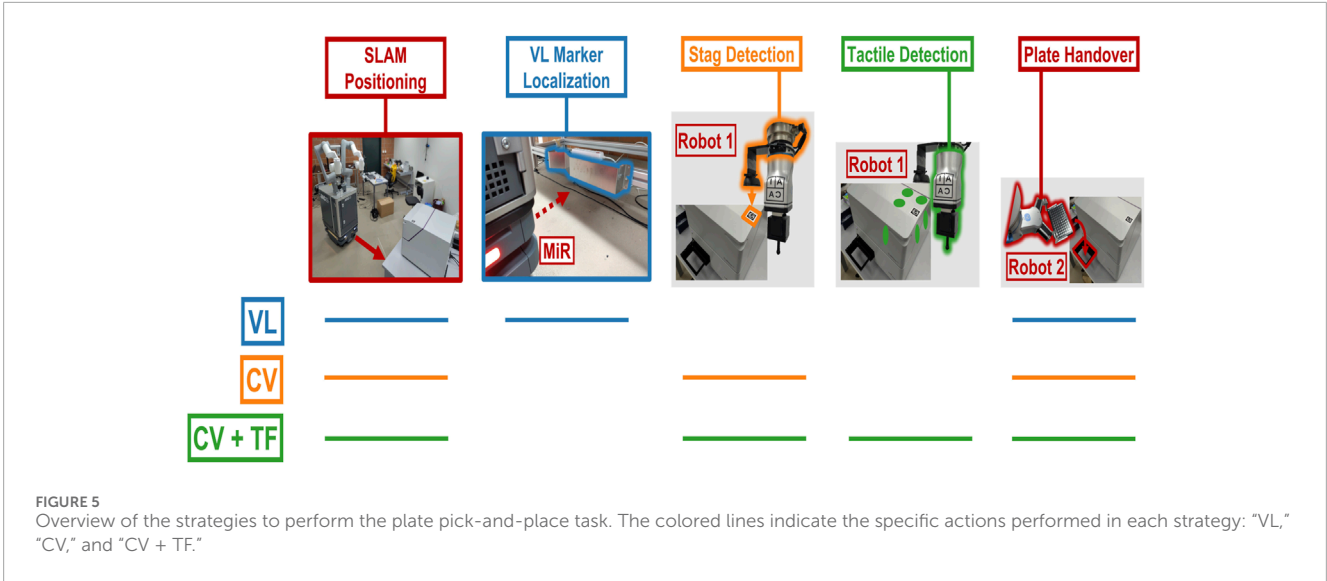 SLAM
Positioning
VL Marker
Localization
Stag Detection
Tactile Detection
Plate Handover
Robot 1
Robot 1
MiR
Robot 2
VL
CV
CV + TF
FIGURE 5
Overview of the strategies to perform the plate pick-and-place task. The colored lines indicate the specific actions performed in each strategy: “VL,”
“CV,” and “CV + TF.”